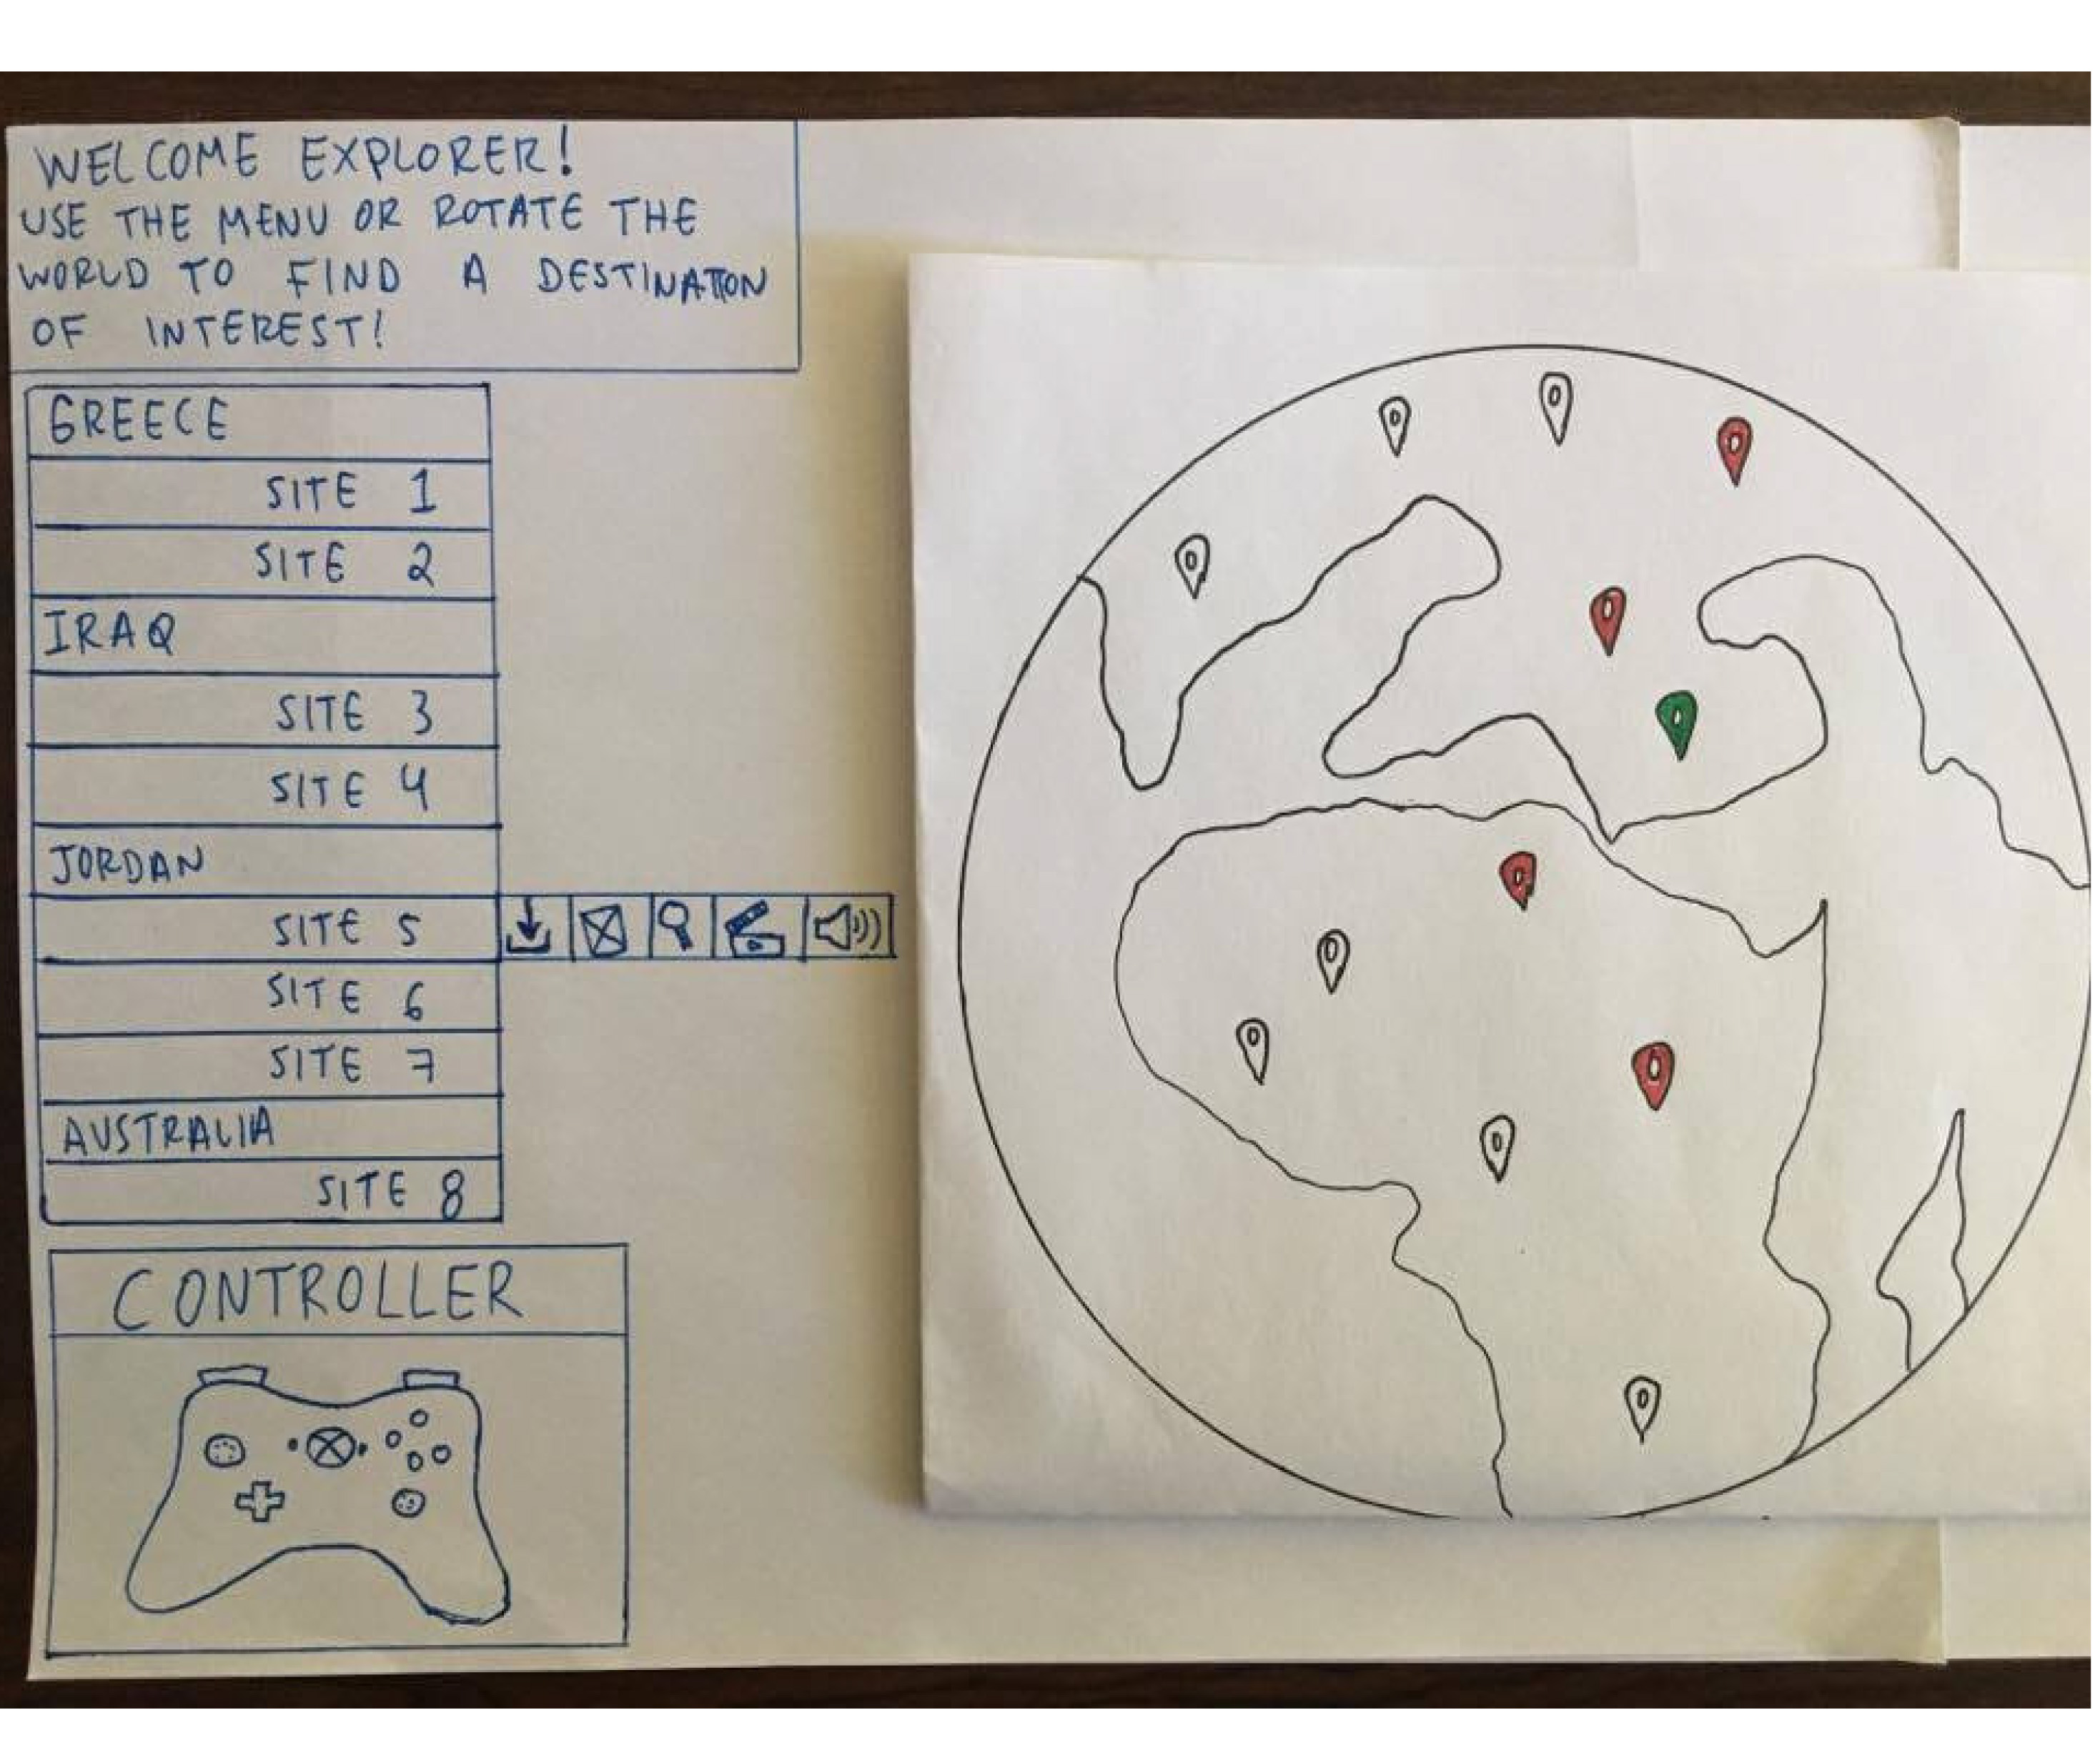 WELCOME EXPLORER!
USE THE MENU OR ROTATE THE
WORLD TO FIND A DESTINATION
OF INTEREST!
GREECE
SITE 1
SITE 2
IRAQ
SITE 3
SITE 4
JORDAN
SITE 5
SITE 6
SITE 7
AUSTRALIA
SITE 8
CONTROLLER